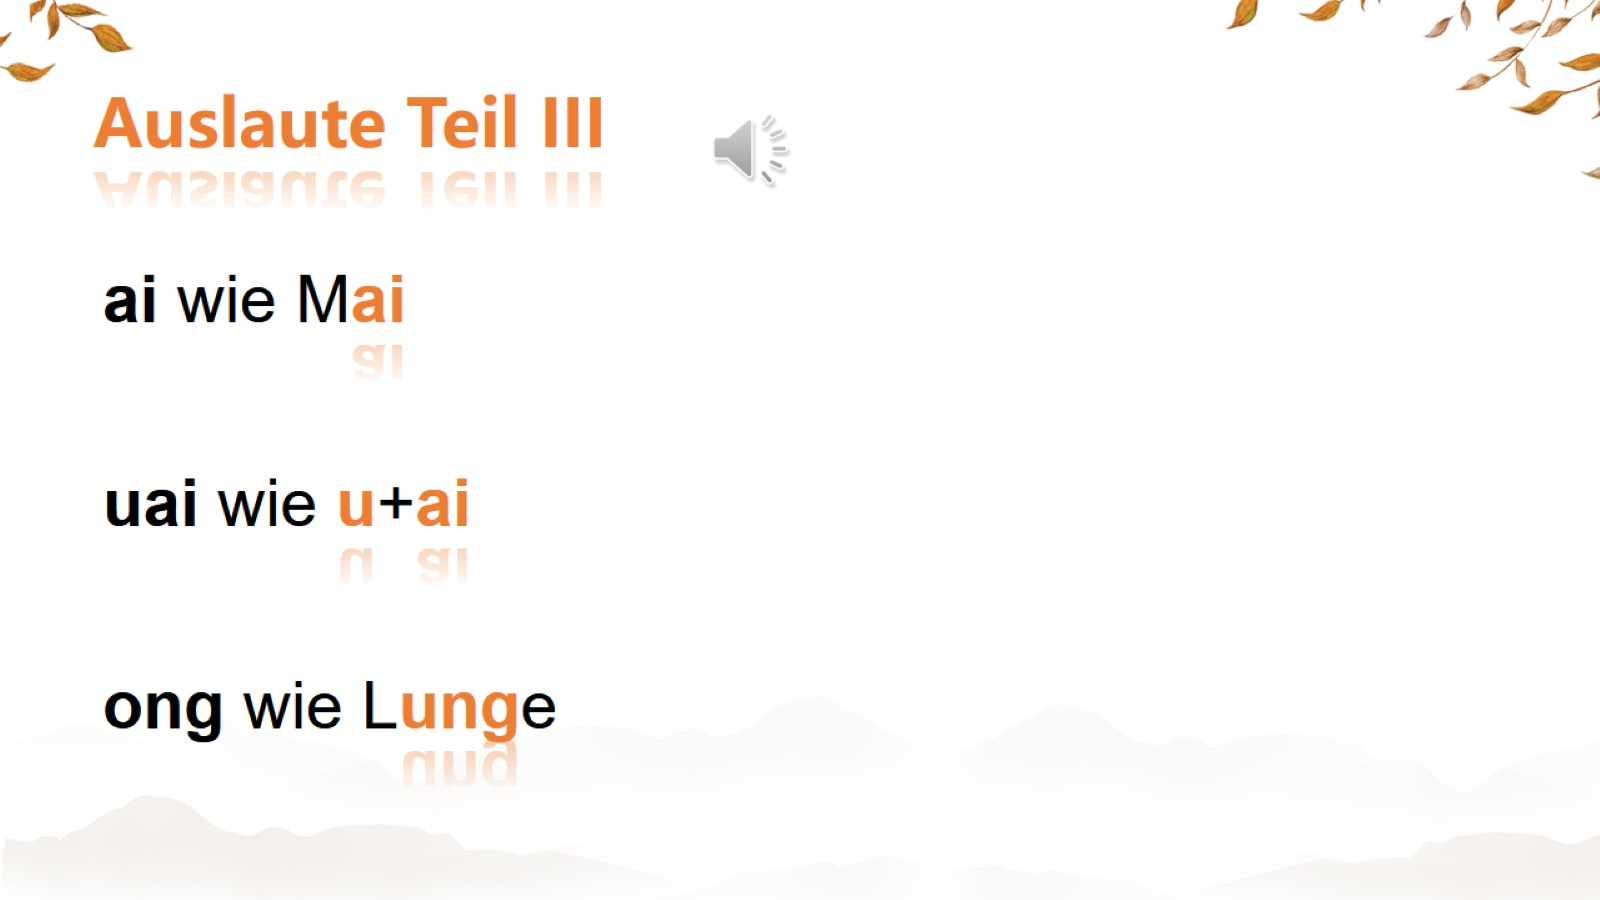 Auslaute Teil III
ai wie Mai
uai wie u+ai
ong wie Lunge